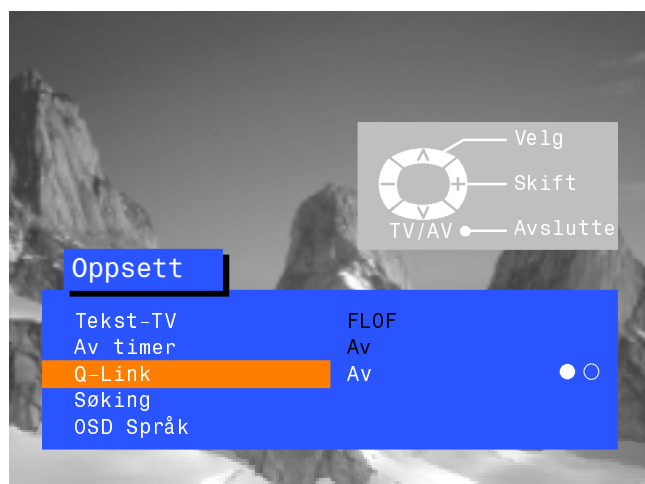 Velg
Skift
TV/AV Avslutte
Oppsett
Tekst-TV FLOF
Av timer Av
Q-Link Av
Søking
OSD Språk